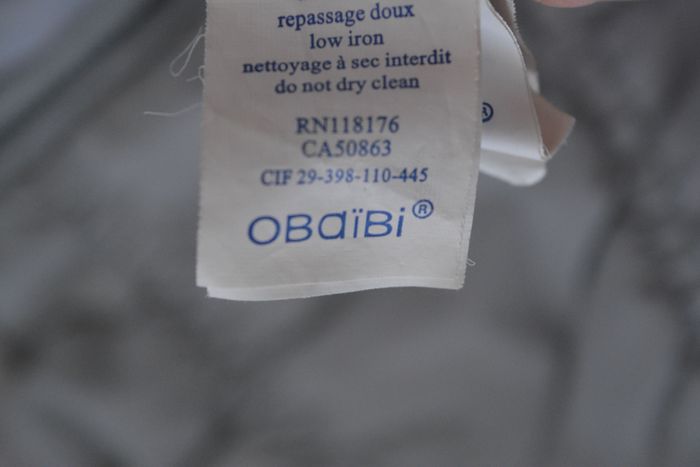 repassage doux
low iron
nettoyage à sec interdit
do not dry clean
RN118176
CA50863
CIF 29-398-110-445
OBaïBi®
®